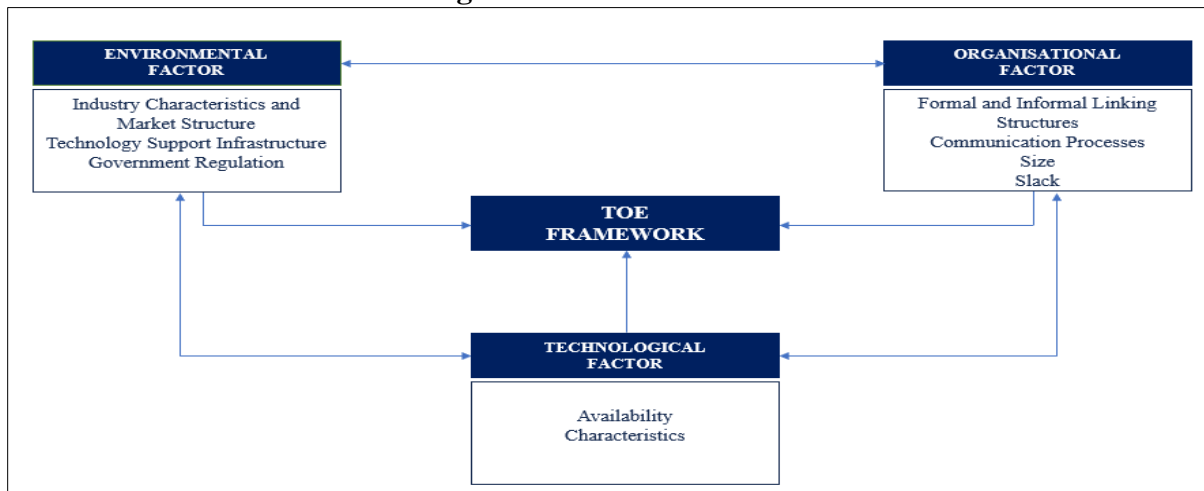 ENVIRONMENTAL
FACTOR
Industry Characteristics and
Market Structure
Technology Support Infrastructure
Government Regulation
ORGANISATIONAL
FACTOR
Formal and Informal Linking
Structures
Communication Processes
Size
Slack
TOE
FRAMEWORK
TECHNOLOGICAL
FACTOR
Availability
Characteristics